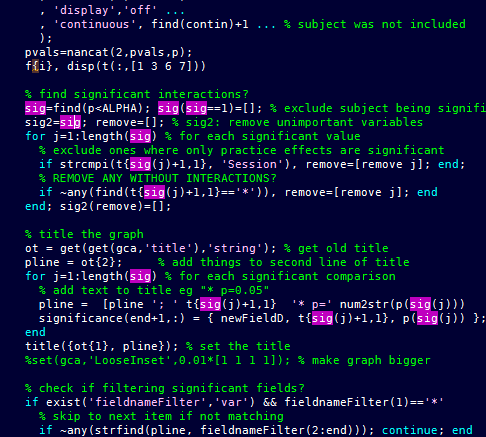 , 'display','off' ...
, 'continuous', find(contin)+1 ... % subject was not included
);
pvals=nancat(2,pvals,p);
f{i}, disp(t(:,[1 3 6 7]))
% find significant interactions?
sig=find(p<ALPHA); sig(sig==1)=[]; % exclude subject being signifi
sig2=sig; remove=[]; % sig2: remove unimportant variables
for j=1:length(sig) % for each significant value
% exclude ones where only practice effects are significant
if strcmpi(t{sig(j)+1,1}, 'Session'), remove=[remove j]; end;
% REMOVE ANY WITHOUT INTERACTIONS?
if ~any(find(t{sig(j)+1,1}=='*')), remove=[remove j]; end
end; sig2(remove)=[];
% title the graph
ot = get(get(gca,'title'),'string'); % get old title
pline = ot{2}; % add things to second line of title
for j=1:length(sig) % for each significant comparison
% add text to title eg "* p=0.05"
pline = [pline '; ' t{sig(j)+1,1} '* p=' num2str(p(sig(j)))
significance(end+1,:) = { newFieldD, t{sig(j)+1,1}, p(sig(j)) };
end
title({ot{1}, pline}); % set the title
%set(gca,'LooseInset',0.01*[1 1 1 1]); % make graph bigger
% check if filtering significant fields?
if exist('fieldnameFilter','var') && fieldnameFilter(1)=='*'
% skip to next item if not matching
if ~any(strfind(pline, fieldnameFilter(2:end))); continue; end